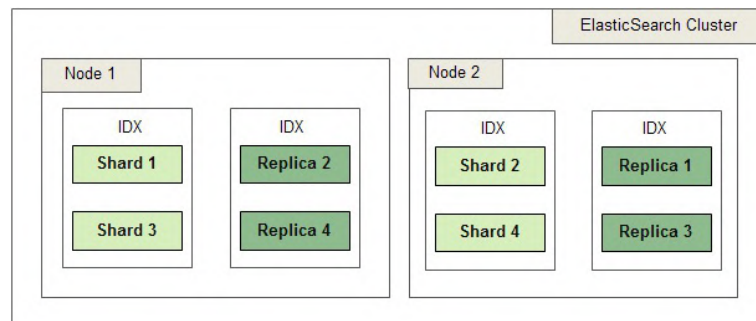 ElasticSearch Cluster
Node 1
IDX
Shard 1
Shard 3
IDX
Replica 2
Replica 4
Node 2
IDX
Shard 2
Shard 4
IDX
Replica 1
Replica 3